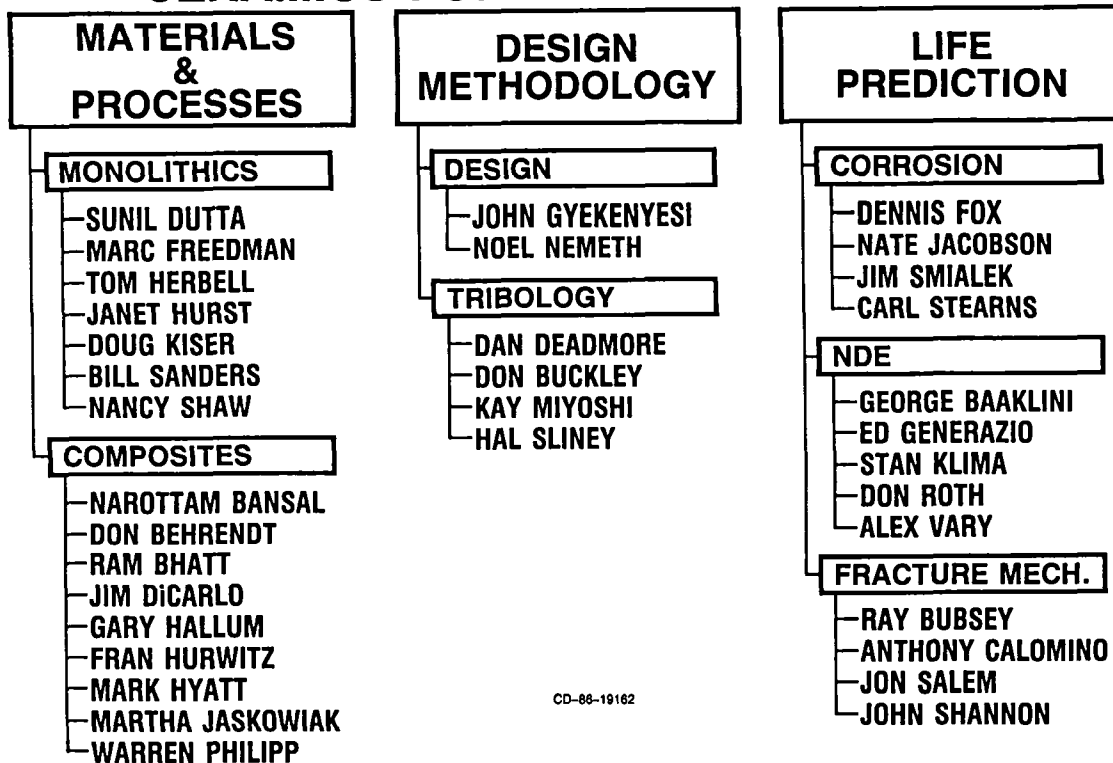 MATERIALS
&
PROCESSES
MONOLITHICS
SUNIL DUTTA
MARC FREEDMAN
TOM HERBELL
JANET HURST
DOUG KISER
BILL SANDERS
NANCY SHAW
COMPOSITES
NAROTTAM BANSAL
DON BEHRENDT
RAM BHATT
JIM DiCARLO
GARY HALLUM
FRAN HURWITZ
MARK HYATT
MARTHA JASKOWIAK
WARREN PHILIPP
DESIGN
METHODOLOGY
DESIGN
JOHN GYEKENYESI
NOEL NEMETH
TRIBOLOGY
DAN DEADMORE
DON BUCKLEY
KAY MIYOSHI
HAL SLINEY
LIFE
PREDICTION
CORROSION
DENNIS FOX
NATE JACOBSON
JIM SMIALEK
CARL STEARNS
NDE
GEORGE BAAKLINI
ED GENERAZIO
STAN KLIMA
DON ROTH
ALEX VARY
FRACTURE MECH.
RAY BUBSEY
ANTHONY CALOMINO
JON SALEM
JOHN SHANNON
CD-86-19162